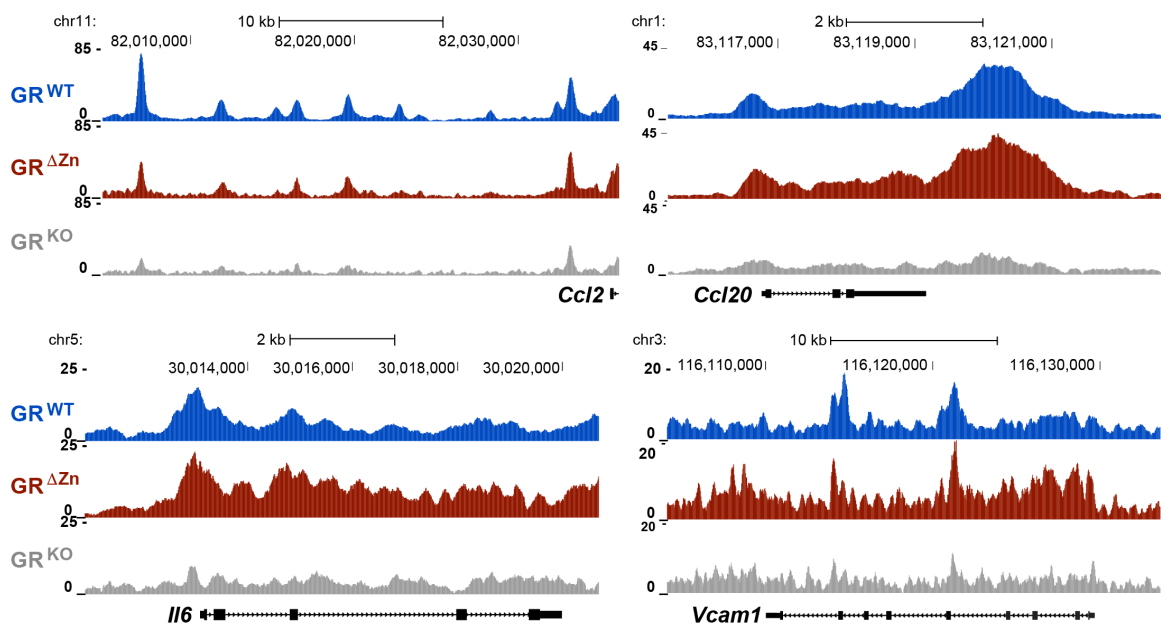 chr11: 10 kb
82,010,000 82,020,000 82,030,000
85 -
GR WT
0
85 -
GR ΔZn
0
85 -
GR KO
0
Ccl2
chr1: 2 kb
83,117,000 83,119,000 83,121,000
45 -
0
45 -
0
45 -
0
Ccl20
chr5: 2 kb
30,014,000 30,016,000 30,018,000 30,020,000
25 -
GR WT
0
25 -
GR ΔZn
0
25 -
GR KO
0
Il6
chr3: 10 kb
116,110,000 116,120,000 116,130,000
20 -
0
20 -
0
20 -
0
Vcam1